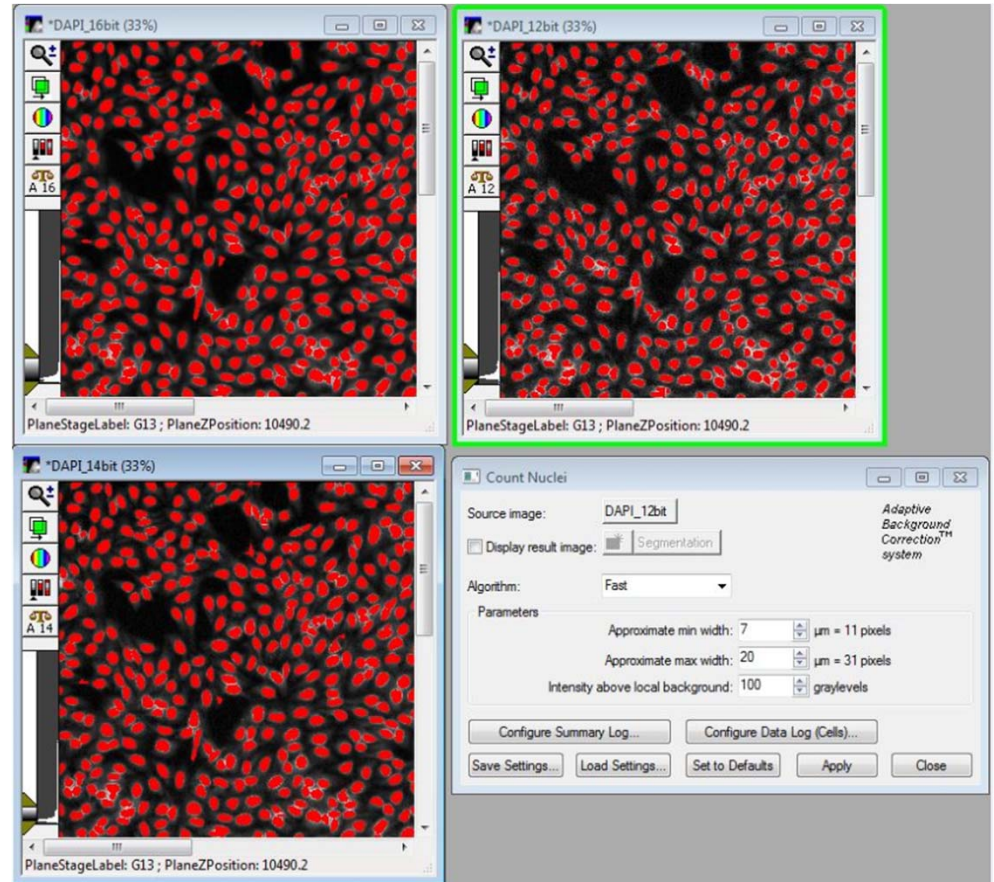 *DAPI_16bit (33%)
A 16
PlaneStageLabel: G13 ; PlaneZPosition: 10490.2
*DAPI_12bit (33%)
A 12
PlaneStageLabel: G13 ; PlaneZPosition: 10490.2
*DAPI_14bit (33%)
A 14
PlaneStageLabel: G13 ; PlaneZPosition: 10490.2
Count Nuclei
Source image: DAPI_12bit
Adaptive
Background
Correction™
system
Display result image: Segmentation
Algorithm: Fast
Parameters
Approximate min width: 7 µm = 11 pixels
Approximate max width: 20 µm = 31 pixels
Intensity above local background: 100 graylevels
Configure Summary Log... Configure Data Log (Cells)...
Save Settings... Load Settings... Set to Defaults Apply Close